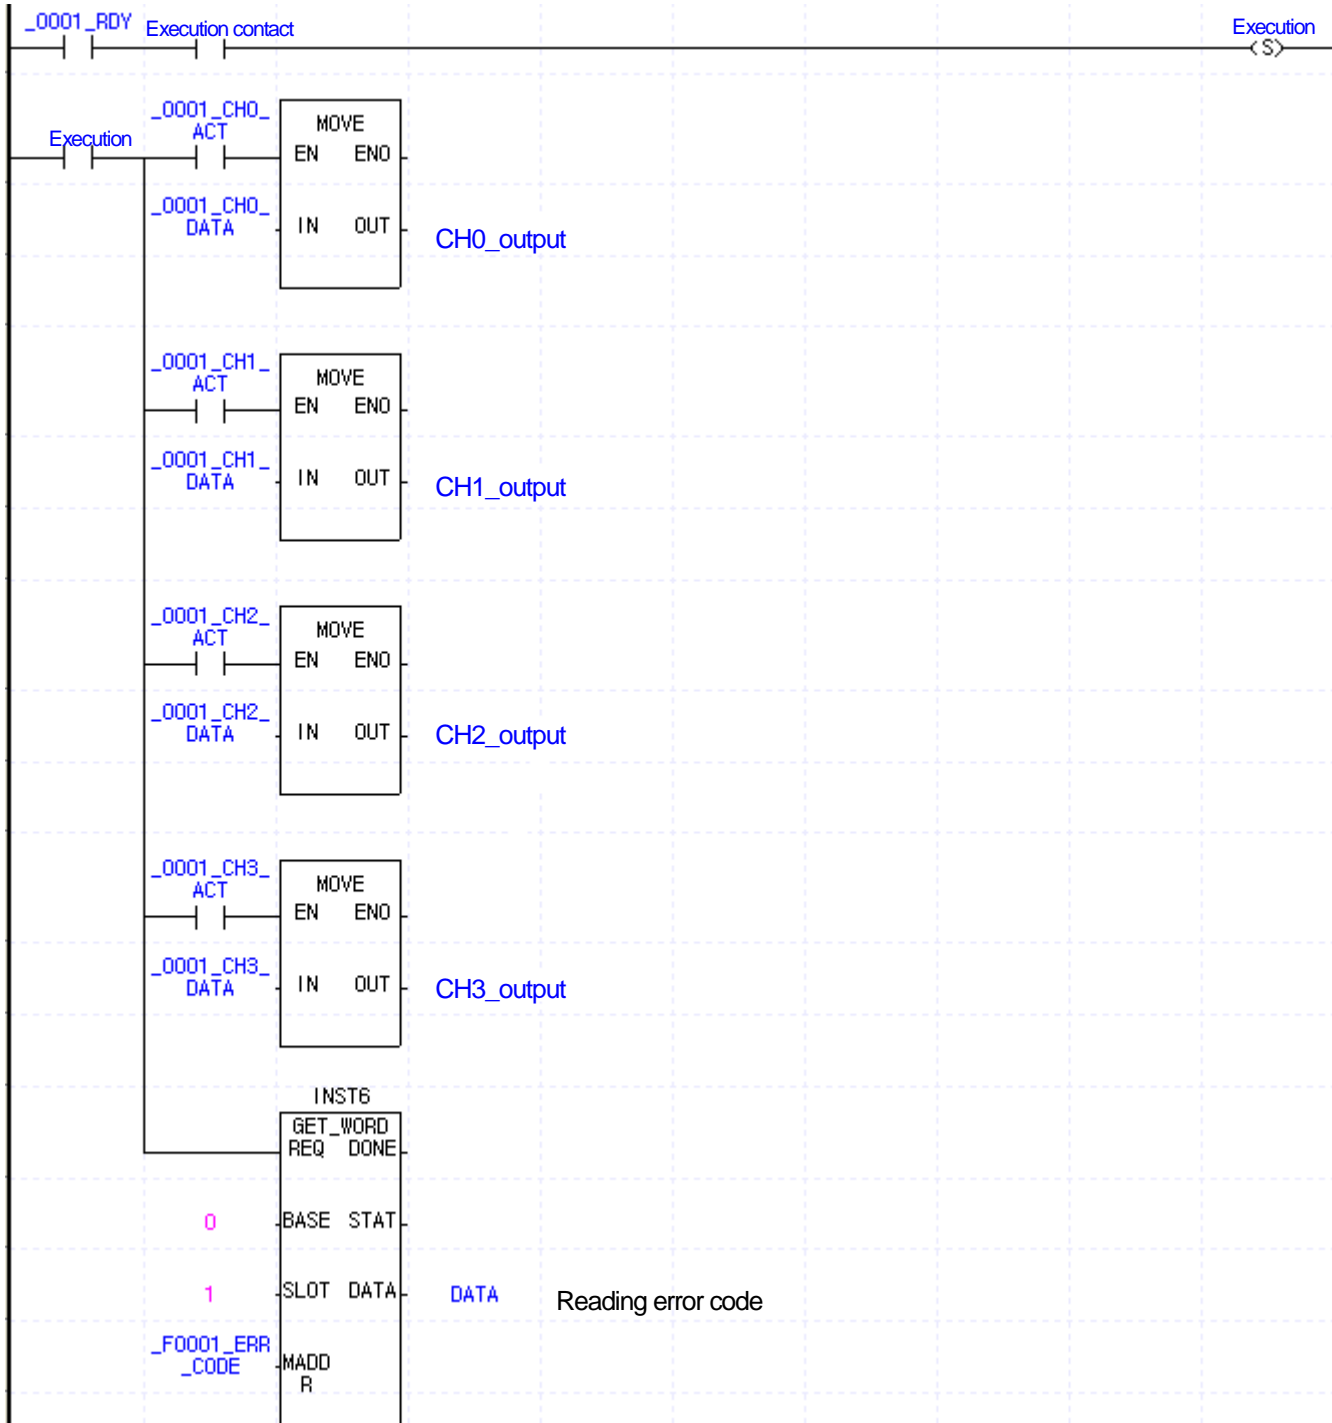 _0001_RDY Execution contact Execution
(S)
_0001_CH0_
ACT
MOVE
Execution
EN ENO
_0001_CH0_
DATA
IN OUT
CH0_output
_0001_CH1_
ACT
MOVE
EN ENO
_0001_CH1_
DATA
IN OUT
CH1_output
_0001_CH2_
ACT
MOVE
EN ENO
_0001_CH2_
DATA
IN OUT
CH2_output
_0001_CH3_
ACT
MOVE
EN ENO
_0001_CH3_
DATA
IN OUT
CH3_output
INST6
GET_WORD
REQ DONE
0 BASE STAT
1 SLOT DATA DATA Reading error code
_F0001_ERR
_CODE
MADD
R